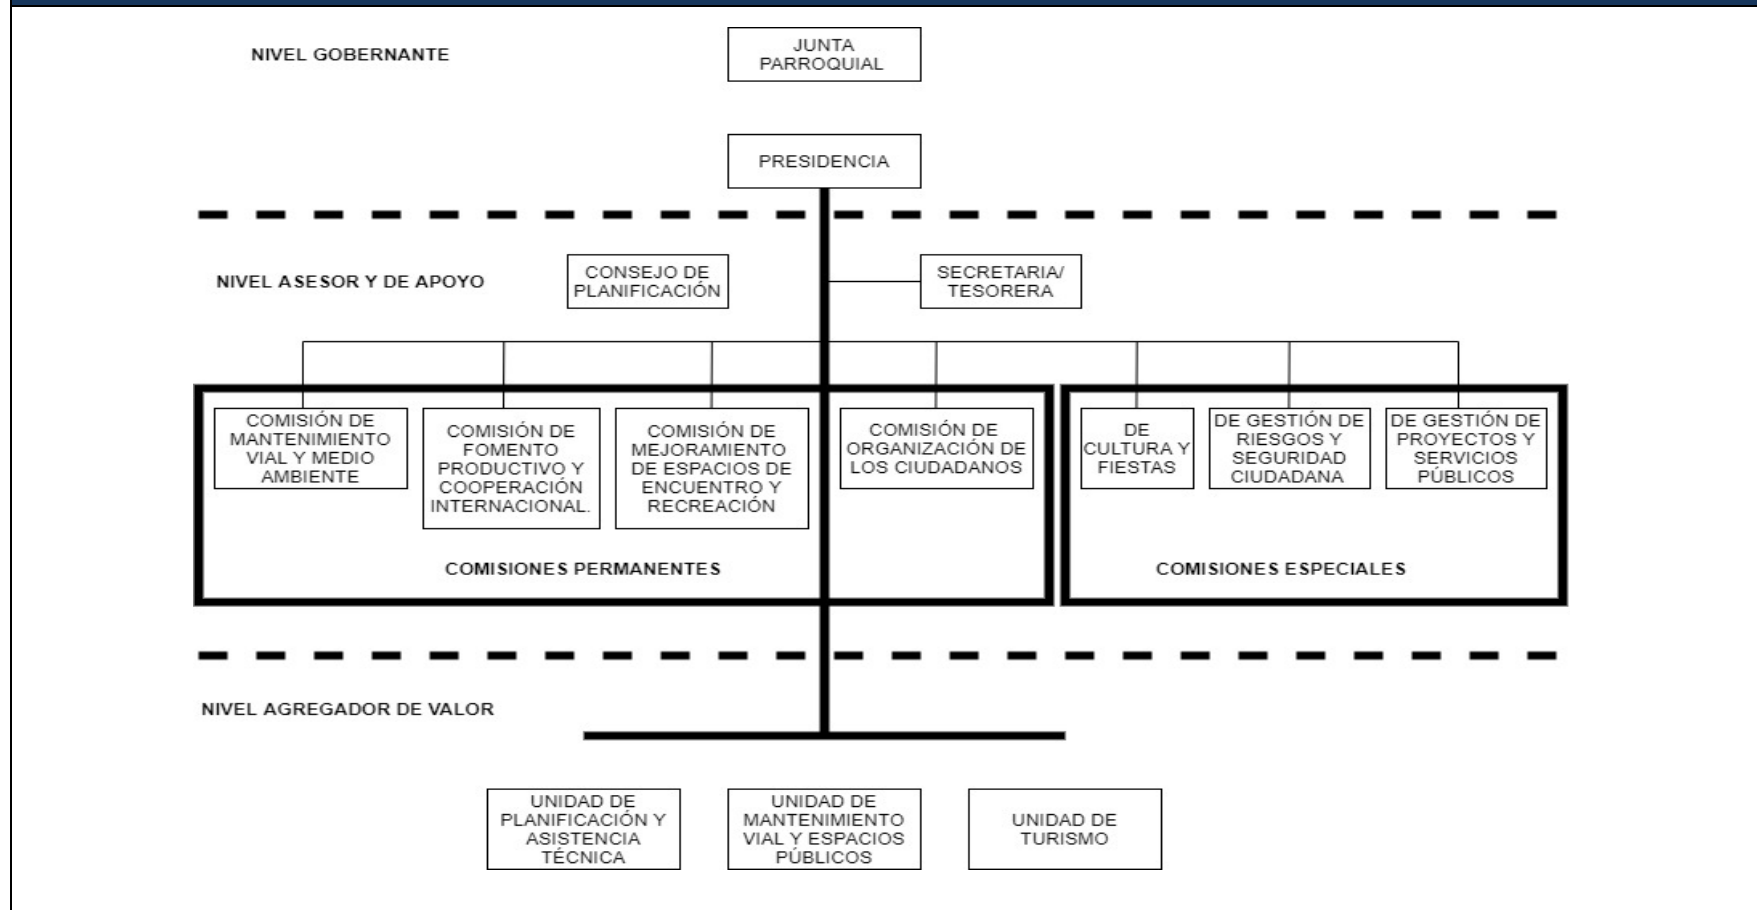 NIVEL GOBERNANTE
JUNTA
PARROQUIAL
PRESIDENCIA
NIVEL ASESOR Y DE APOYO
CONSEJO DE
PLANIFICACIÓN
SECRETARIA/
TESORERA
COMISIÓN DE
MANTENIMIENTO
VIAL Y MEDIO
AMBIENTE
COMISIÓN DE
FOMENTO
PRODUCTIVO Y
COOPERACIÓN
INTERNACIONAL.
COMISIÓN DE
MEJORAMIENTO
DE ESPACIOS DE
ENCUENTRO Y
RECREACIÓN
COMISIÓN DE
ORGANIZACIÓN DE
LOS CIUDADANOS
DE
CULTURA Y
FIESTAS
DE GESTIÓN DE
RIESGOS Y
SEGURIDAD
CIUDADANA
DE GESTIÓN DE
PROYECTOS Y
SERVICIOS
PÚBLICOS
COMISIONES PERMANENTES
COMISIONES ESPECIALES
NIVEL AGREGADOR DE VALOR
UNIDAD DE
PLANIFICACIÓN Y
ASISTENCIA
TÉCNICA
UNIDAD DE
MANTENIMIENTO
VIAL Y ESPACIOS
PÚBLICOS
UNIDAD DE
TURISMO